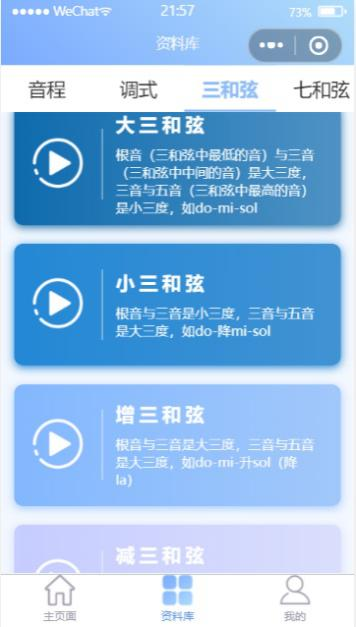 WeChat 21:57 73%
资料库
音程 调式 三和弦 七和弦
大三和弦
根音（三和弦中最低的音）与三音
（三和弦中中间的音）是大三度，
三音与五音（三和弦中最高的音）
是小三度，如do-mi-sol
小三和弦
根音与三音是小三度，三音与五音
是大三度，如do-降mi-sol
增三和弦
根音与三音是大三度，三音与五音
是大三度，如do-mi-升sol（降
la）
减三和弦
主页面 资料库 我的